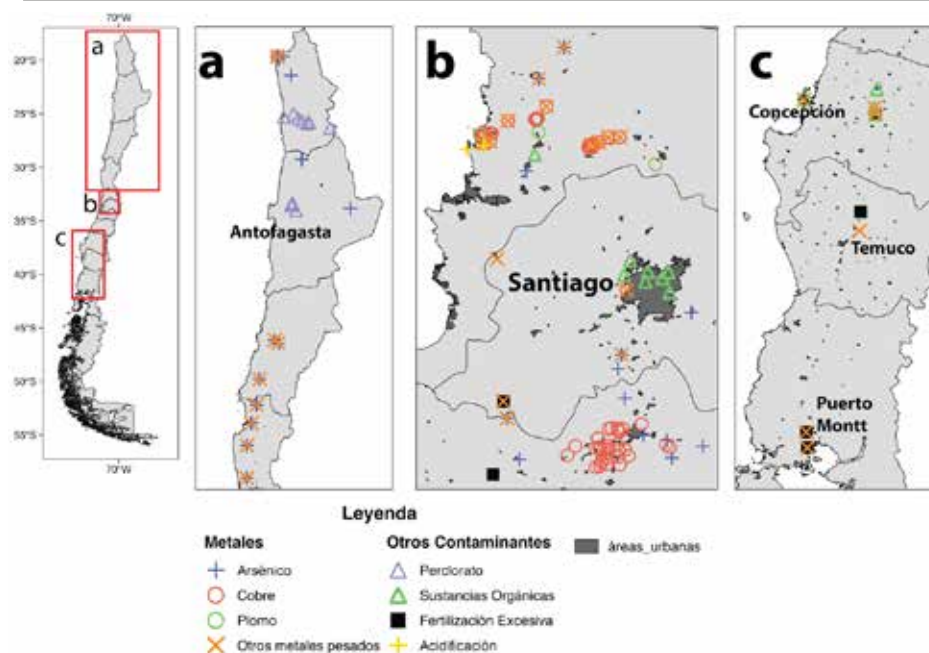 70°W
a
b
c
20°S
25°S
30°S
35°S
40°S
45°S
50°S
55°S
70°W
a
Antofagasta
b
Santiago
c
Concepción
Temuco
Puerto
Montt
Leyenda
Metales
Arsénico
Cobre
Plomo
Otros metales pesados
Otros Contaminantes
Perclorato
Sustancias Orgánicas
Fertilización Excesiva
Acidificación
áreas_urbanas